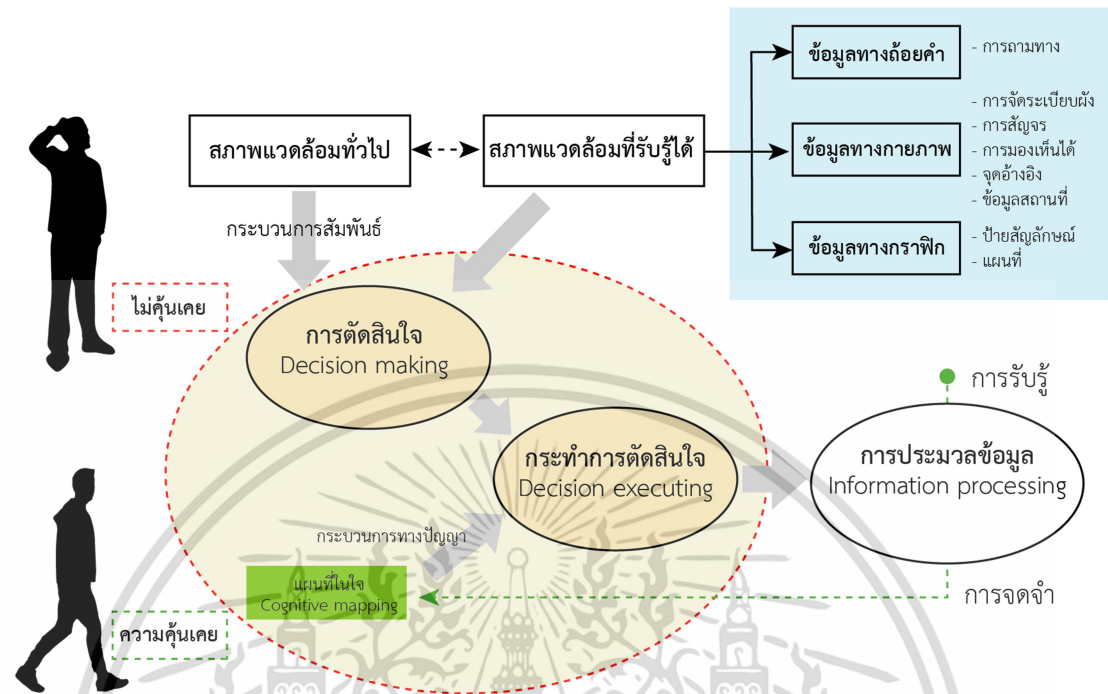 ข้อมูลทางถ้อยคำ
- การถามทาง
สภาพแวดล้อมทั่วไป
สภาพแวดล้อมที่รับรู้ได้
ข้อมูลทางกายภาพ
- การจัดระเบียบผัง
- การสัญจร
- การมองเห็นได้
- จุดอ้างอิง
- ข้อมูลสถานที่
ข้อมูลทางกราฟิก
- ป้ายสัญลักษณ์
- แผนที่
กระบวนการสัมพันธ์
ไม่คุ้นเคย
การตัดสินใจ
Decision making
การรับรู้
กระทำการตัดสินใจ
Decision executing
การประมวลข้อมูล
Information processing
กระบวนการทางปัญญา
แผนที่ในใจ
Cognitive mapping
การจดจำ
ความคุ้นเคย